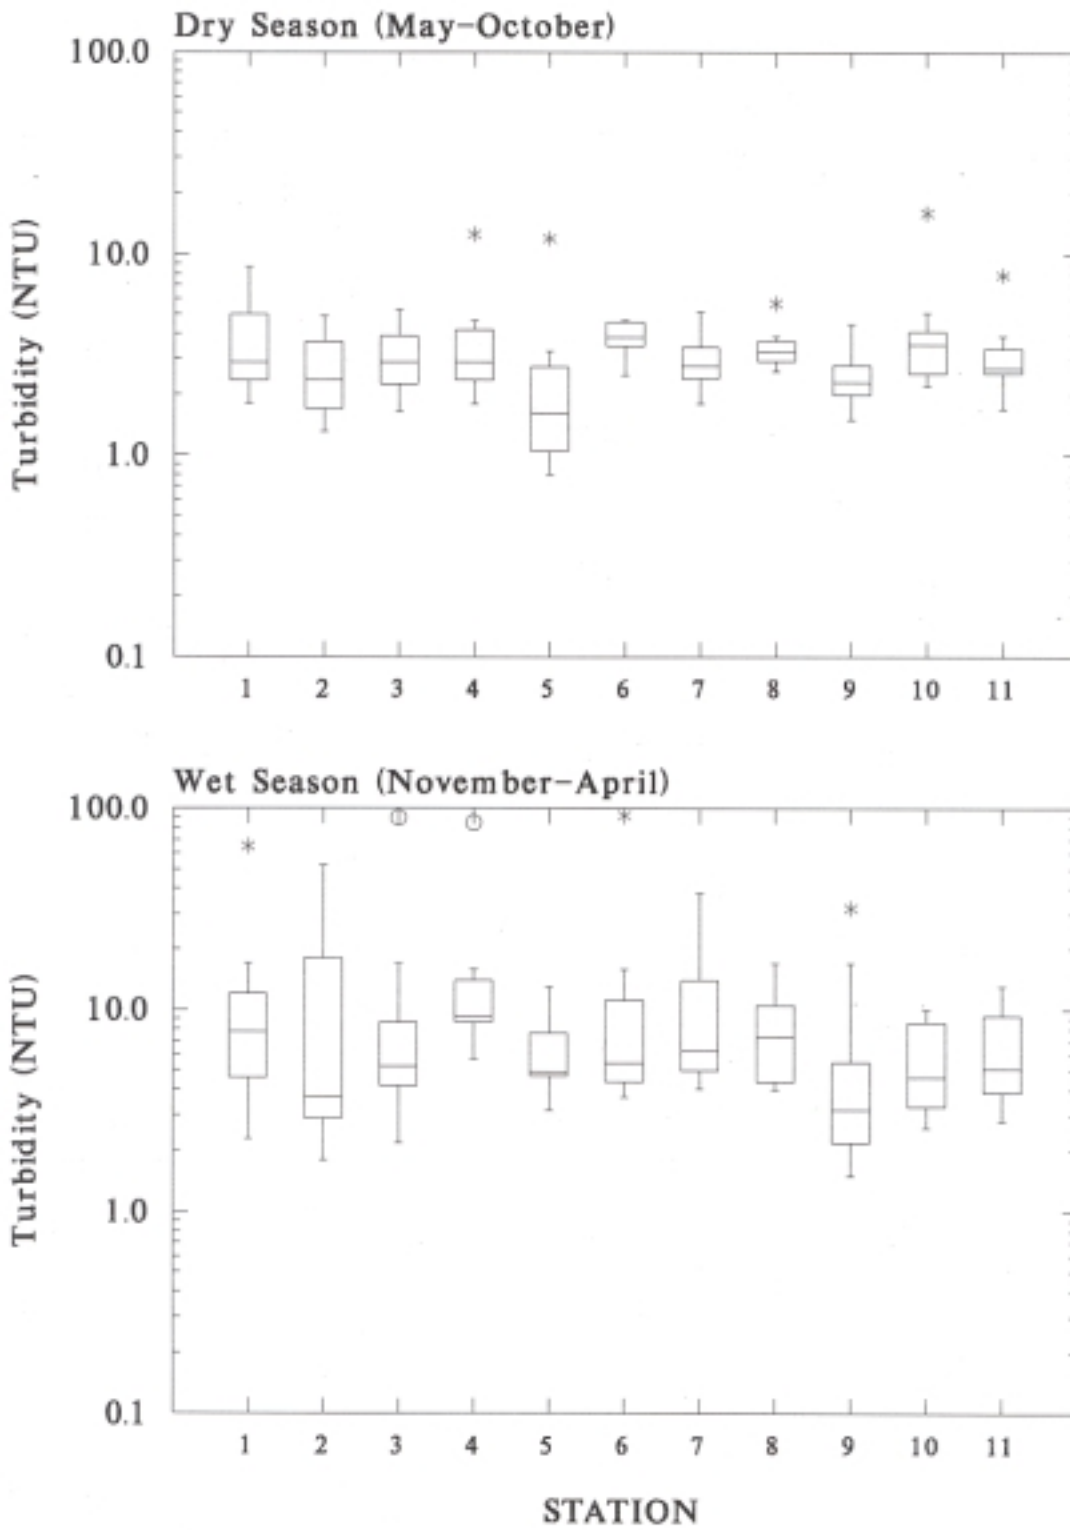 Dry Season (May-October)
100.0
10.0
1.0
0.1
Turbidity (NTU)
1 2 3 4 5 6 7 8 9 10 11
Wet Season (November-April)
100.0
10.0
1.0
0.1
Turbidity (NTU)
1 2 3 4 5 6 7 8 9 10 11
STATION